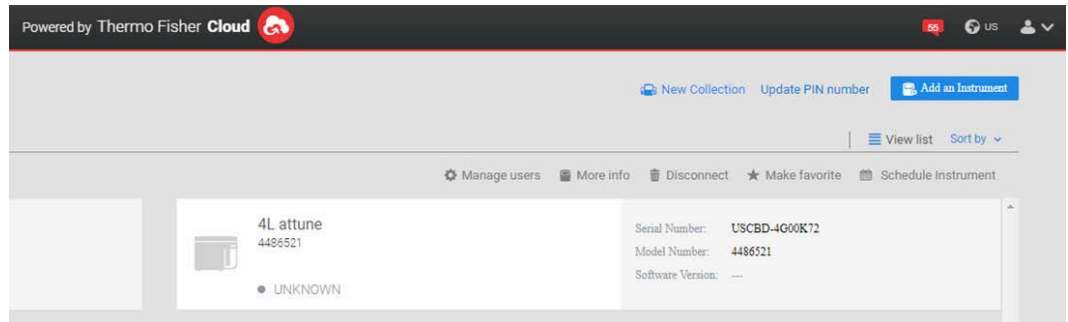 Powered by Thermo Fisher Cloud
55
US
New Collection Update PIN number Add an Instrument
View list Sort by
Manage users More info Disconnect Make favorite Schedule Instrument
4L attune
4486521
UNKNOWN
Serial Number: USCBD-4G00K72
Model Number: 4486521
Software Version: ---